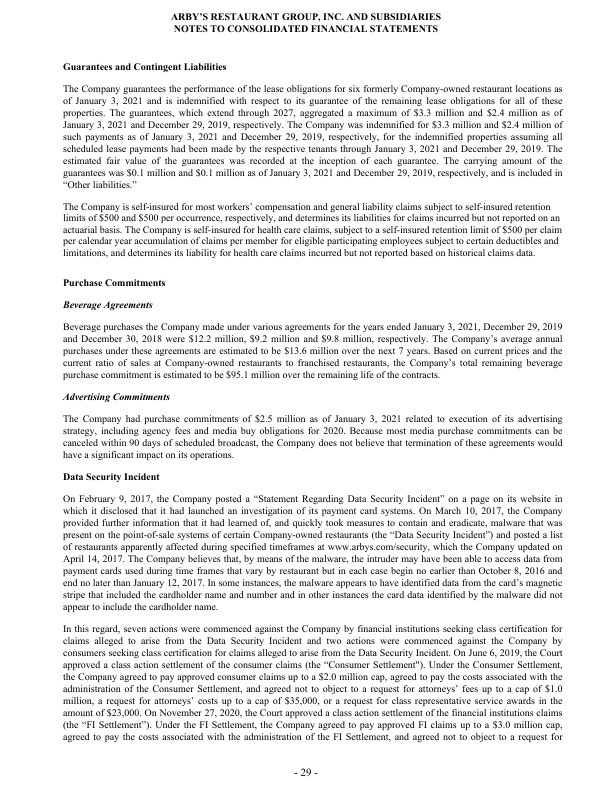 ARBY'S RESTAURANT GROUP, INC. AND SUBSIDIARIES
NOTES TO CONSOLIDATED FINANCIAL STATEMENTS
Guarantees and Contingent Liabilities
The Company guarantees the performance of the lease obligations for six formerly Company-owned restaurant locations as
of January 3, 2021 and is indemnified with respect to its guarantee of the remaining lease obligations for all of these
properties. The guarantees, which extend through 2027, aggregated a maximum of $3.3 million and $2.4 million as of
January 3, 2021 and December 29, 2019, respectively. The Company was indemnified for $3.3 million and $2.4 million of
such payments as of January 3, 2021 and December 29, 2019, respectively, for the indemnified properties assuming all
scheduled lease payments had been made by the respective tenants through January 3, 2021 and December 29, 2019. The
estimated fair value of the guarantees was recorded at the inception of each guarantee. The carrying amount of the
guarantees was $0.1 million and $0.1 million as of January 3, 2021 and December 29, 2019, respectively, and is included in
“Other liabilities.”
The Company is self-insured for most workers’ compensation and general liability claims subject to self-insured retention
limits of $500 and $500 per occurrence, respectively, and determines its liabilities for claims incurred but not reported on an
actuarial basis. The Company is self-insured for health care claims, subject to a self-insured retention limit of $500 per claim
per calendar year accumulation of claims per member for eligible participating employees subject to certain deductibles and
limitations, and determines its liability for health care claims incurred but not reported based on historical claims data.
Purchase Commitments
Beverage Agreements
Beverage purchases the Company made under various agreements for the years ended January 3, 2021, December 29, 2019
and December 30, 2018 were $12.2 million, $9.2 million and $9.8 million, respectively. The Company’s average annual
purchases under these agreements are estimated to be $13.6 million over the next 7 years. Based on current prices and the
current ratio of sales at Company-owned restaurants to franchised restaurants, the Company’s total remaining beverage
purchase commitment is estimated to be $95.1 million over the remaining life of the contracts.
Advertising Commitments
The Company had purchase commitments of $2.5 million as of January 3, 2021 related to execution of its advertising
strategy, including agency fees and media buy obligations for 2020. Because most media purchase commitments can be
canceled within 90 days of scheduled broadcast, the Company does not believe that termination of these agreements would
have a significant impact on its operations.
Data Security Incident
On February 9, 2017, the Company posted a “Statement Regarding Data Security Incident” on a page on its website in
which it disclosed that it had launched an investigation of its payment card systems. On March 10, 2017, the Company
provided further information that it had learned of, and quickly took measures to contain and eradicate, malware that was
present on the point-of-sale systems of certain Company-owned restaurants (the “Data Security Incident”) and posted a list
of restaurants apparently affected during specified timeframes at www.arbys.com/security, which the Company updated on
April 14, 2017. The Company believes that, by means of the malware, the intruder may have been able to access data from
payment cards used during time frames that vary by restaurant but in each case begin no earlier than October 8, 2016 and
end no later than January 12, 2017. In some instances, the malware appears to have identified data from the card’s magnetic
stripe that included the cardholder name and number and in other instances the card data identified by the malware did not
appear to include the cardholder name.
In this regard, seven actions were commenced against the Company by financial institutions seeking class certification for
claims alleged to arise from the Data Security Incident and two actions were commenced against the Company by
consumers seeking class certification for claims alleged to arise from the Data Security Incident. On June 6, 2019, the Court
approved a class action settlement of the consumer claims (the “Consumer Settlement"). Under the Consumer Settlement,
the Company agreed to pay approved consumer claims up to a $2.0 million cap, agreed to pay the costs associated with the
administration of the Consumer Settlement, and agreed not to object to a request for attorneys’ fees up to a cap of $1.0
million, a request for attorneys’ costs up to a cap of $35,000, or a request for class representative service awards in the
amount of $23,000. On November 27, 2020, the Court approved a class action settlement of the financial institutions claims
(the “FI Settlement”). Under the FI Settlement, the Company agreed to pay approved FI claims up to a $3.0 million cap,
agreed to pay the costs associated with the administration of the FI Settlement, and agreed not to object to a request for
- 29 -